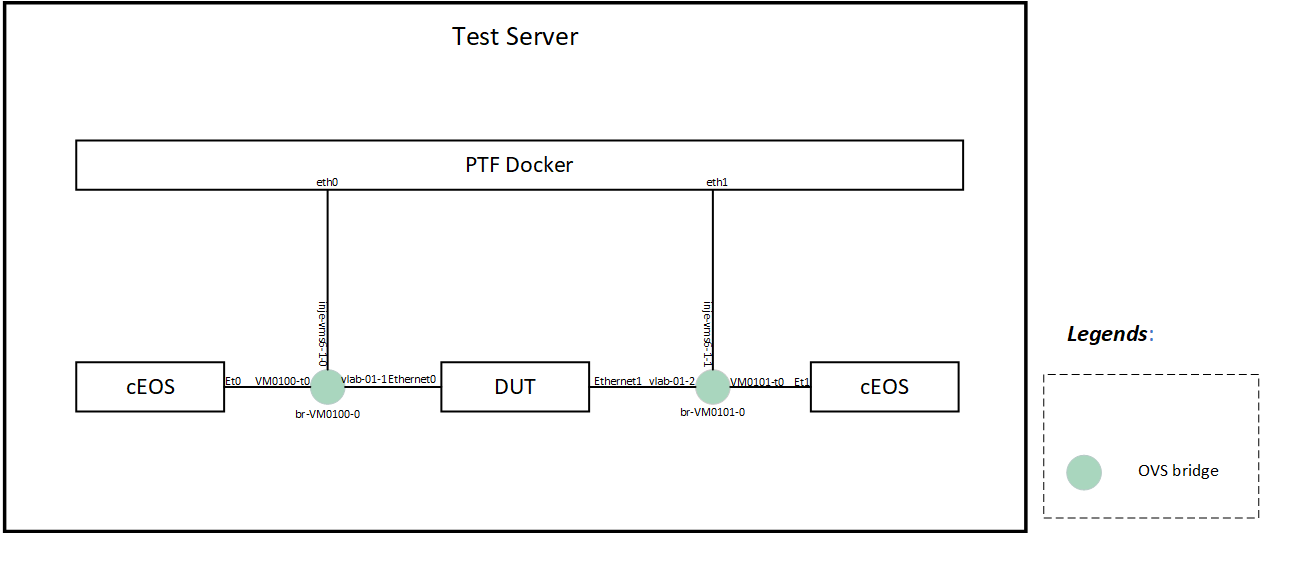 Test Server
PTF Docker
eth0
eth1
inje-vms6-1-0
inje-vms6-1-1
cEOS
Et0
VM0100-t0
vlab-01-1
Ethernet0
DUT
Ethernet1
vlab-01-2
VM0101-t0
Et1
cEOS
br-VM0100-0
br-VM0101-0
Legends:
OVS bridge